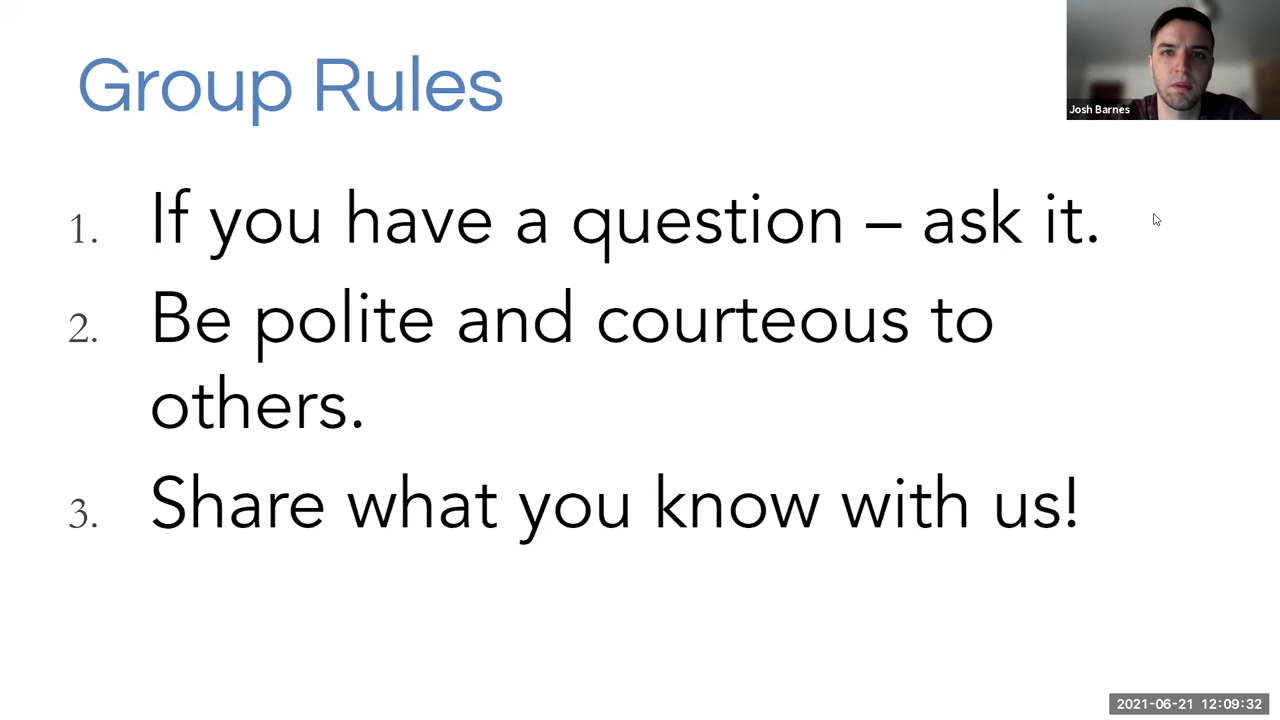 Group Rules
Josh Barnes
1. If you have a question – ask it.
2. Be polite and courteous to
others.
3. Share what you know with us!
2021-06-21 12:09:32